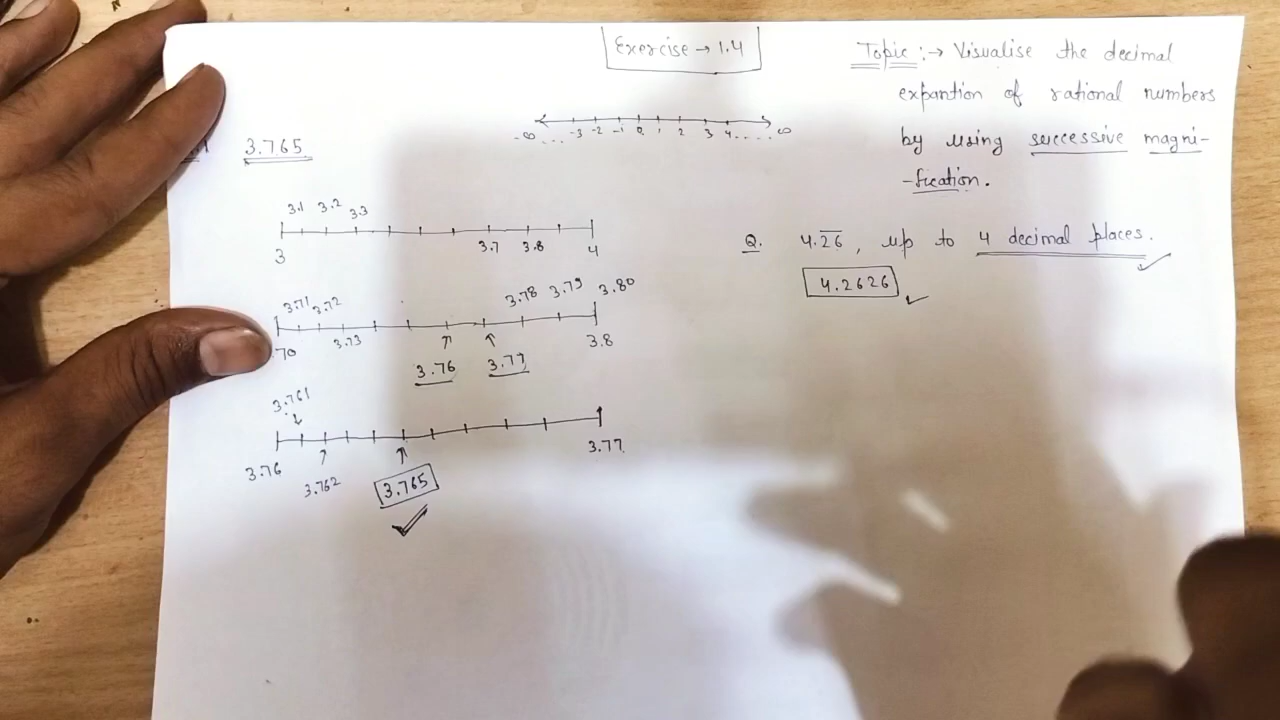 Exercise → 1.4
Topic :→ Visualise the decimal
expantion of rational numbers
by using successive magni-
-fication.
-∞ ... -3 -2 -1 0 1 2 3 4 ..... ∞
3.765
3.1 3.2 3.3
3 3.7 3.8 4
3.71 3.72 3.78 3.79 3.80
.70 3.73 3.8
3.76 3.77
3.761
3.76 3.77
3.762 3.765
Q. 4.2̅6̅, up to 4 decimal places.
4.2626